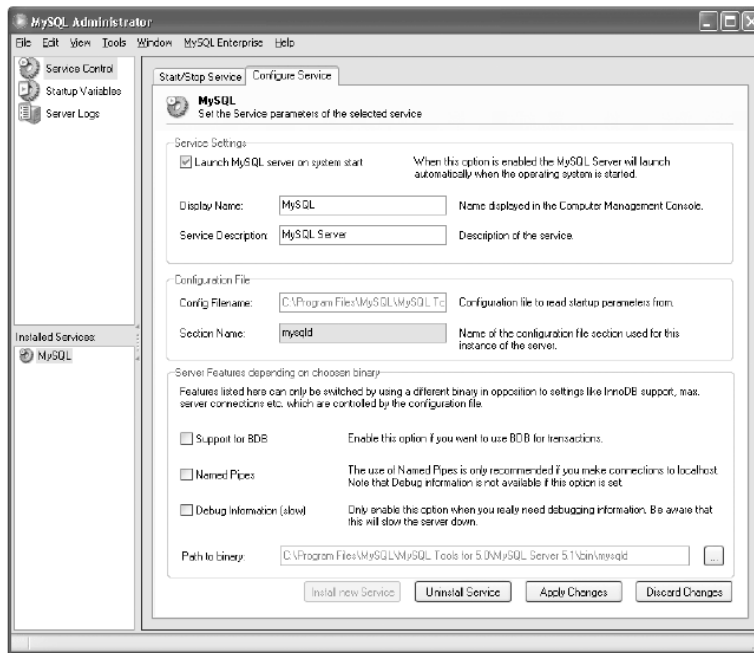 MySQL Administrator
File Edit View Tools Window MySQL Enterprise Help
Service Control
Startup Variables
Server Logs
Installed Services:
MySQL
Start/Stop Service Configure Service
MySQL
Set the Service parameters of the selected service
Service Settings
Launch MySQL server on system start
When this option is enabled the MySQL Server will launch
automatically when the operating system is started.
Display Name: MySQL Name displayed in the Computer Management Console.
Service Description: MySQL Server Description of the service.
Configuration File
Config Filename: C:\Program Files\MySQL\MySQL Tc Configuration file to read startup parameters from.
Section Name: mysqld Name of the configuration file section used for this
instance of the server.
Server Features depending on choosen binary
Features listed here can only be switched by using a different binary in opposition to settings like InnoDB support, max.
server connections etc. which are controlled by the configuration file.
Support for BDB Enable this option if you want to use BDB for transactions.
Named Pipes The use of Named Pipes is only recommended if you make connections to localhost.
Note that Debug information is not available if this option is set.
Debug Information (slow) Only enable this option when you really need debugging information. Be aware that
this will slow the server down.
Path to binary: C:\Program Files\MySQL\MySQL Tools for 5.0\MySQL Server 5.1\bin\mysqld ...
Install new Service Uninstall Service Apply Changes Discard Changes